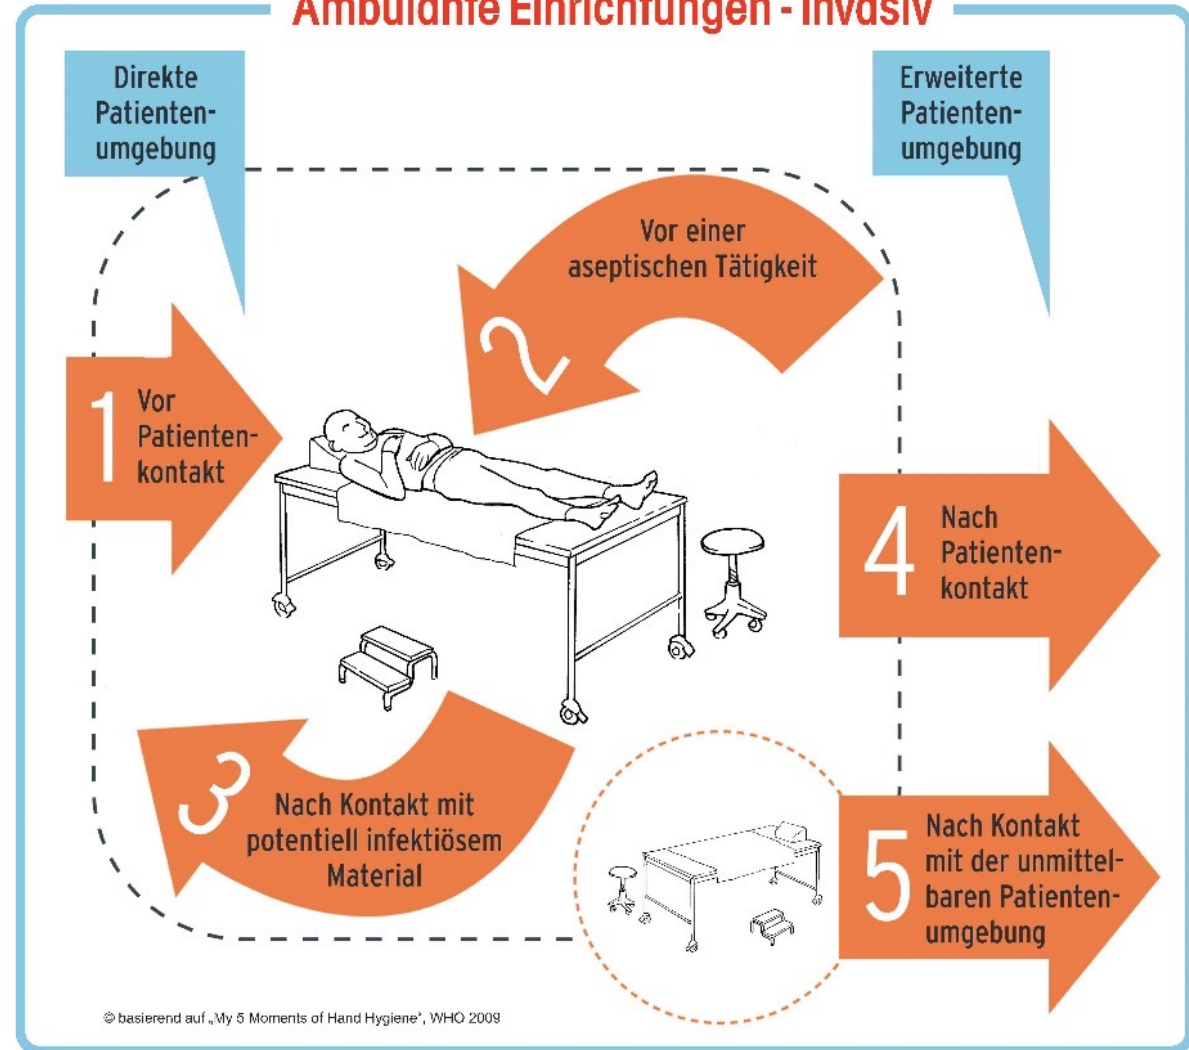 Ambulante Einrichtungen - Invasiv
Direkte
Patienten-
umgebung
Erweiterte
Patienten-
umgebung
Vor einer
aseptischen Tätigkeit
2
1
Vor
Patienten-
kontakt
4
Nach
Patienten-
kontakt
3
Nach Kontakt mit
potentiell infektiösem
Material
5
Nach Kontakt
mit der unmittel-
baren Patienten-
umgebung
© basierend auf „My 5 Moments of Hand Hygiene", WHO 2009